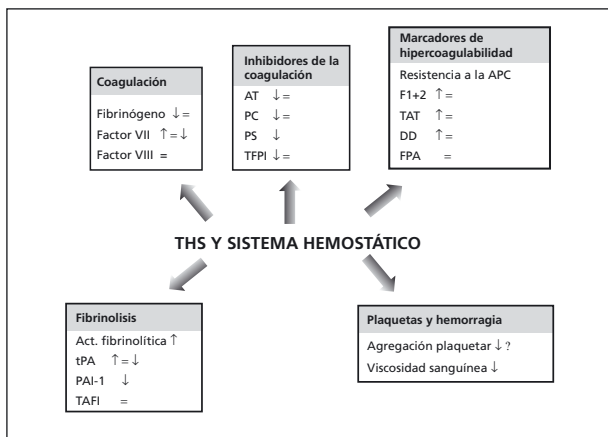 Coagulación
Fibrinógeno ↓ =
Factor VII ↑ = ↓
Factor VIII =
Inhibidores de la
coagulación
AT ↓ =
PC ↓ =
PS ↓
TFPI ↓ =
Marcadores de
hipercoagulabilidad
Resistencia a la APC
F1+2 ↑ =
TAT ↑ =
DD ↑ =
FPA =
THS Y SISTEMA HEMOSTÁTICO
Fibrinolisis
Act. fibrinolítica ↑
tPA ↑ = ↓
PAI-1 ↓
TAFI =
Plaquetas y hemorragia
Agregación plaquetar ↓ ?
Viscosidad sanguínea ↓